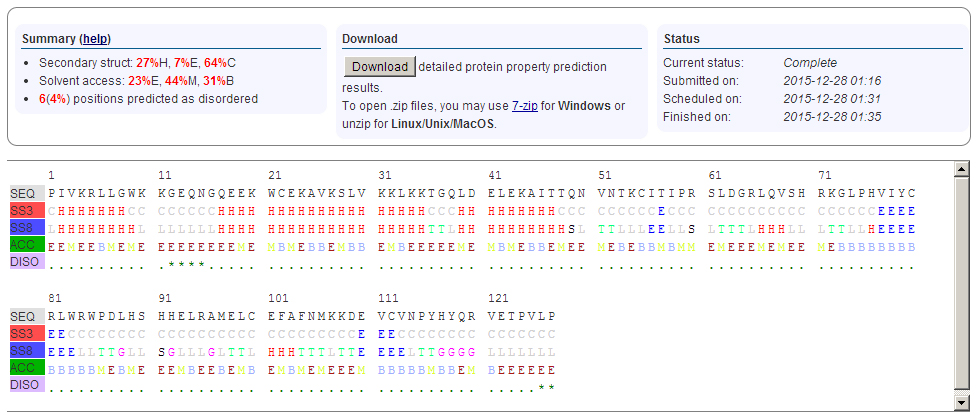 Summary (help)
Secondary struct: 27%H, 7%E, 64%C
Solvent access: 23%E, 44%M, 31%B
6(4%) positions predicted as disordered
Download
Download detailed protein property prediction
results.
To open .zip files, you may use 7-zip for Windows or
unzip for Linux/Unix/MacOS.
Status
Current status: Complete
Submitted on: 2015-12-28 01:16
Scheduled on: 2015-12-28 01:31
Finished on: 2015-12-28 01:35
1 11 21 31 41 51 61 71
SEQ PIVKRLLGWK KGEQNGQEEK WCEKAVKSLV KKLKKTGQLD ELEKAITTQN VNTKCITIPR SLDGRLQVSH RKGLPHVIYC
SS3 CHHHHHHHCC CCCCCCHHHH HHHHHHHHHH HHHHHCCCHH HHHHHHHCCC CCCCCCECCC CCCCCCCCCC CCCCCCEEEE
SS8 LHHHHHHHHL LLLLLLHHHH HHHHHHHHHH HHHHHTTLHH HHHHHHHHSL TTLLLEELLS LTTTLHHHLL LTTLLHEEEE
ACC EEMEEBMEME EEEEEEEEME MBMEBBEMBB EMBEEEEEME MBMEBBEMEE MEBEBBMBMM EMEEEMEMEE MBBBBBBBBB
DISO .......... .****..... .......... .......... .......... .......... .......... ..........
81 91 101 111 121
SEQ RLWRWPDLHS HHELRAMELC EFAFNMKKDE VCVNPYHYQR VETPVLP
SS3 EECCCCCCCC CCCCCCCCCC CCCCCCCCCE EECCCCCCCC CCCCCCC
SS8 EEELLTTGLL SGLLLGLTTL HHHTTTLTTE EEELTTGGGG LLLLLLL
ACC BBBBBMEBME EEMBEEBEMB EMBMEMEEEM BBBBBMBBEM BEEEEEE
DISO .......... .......... .......... .......... .....**